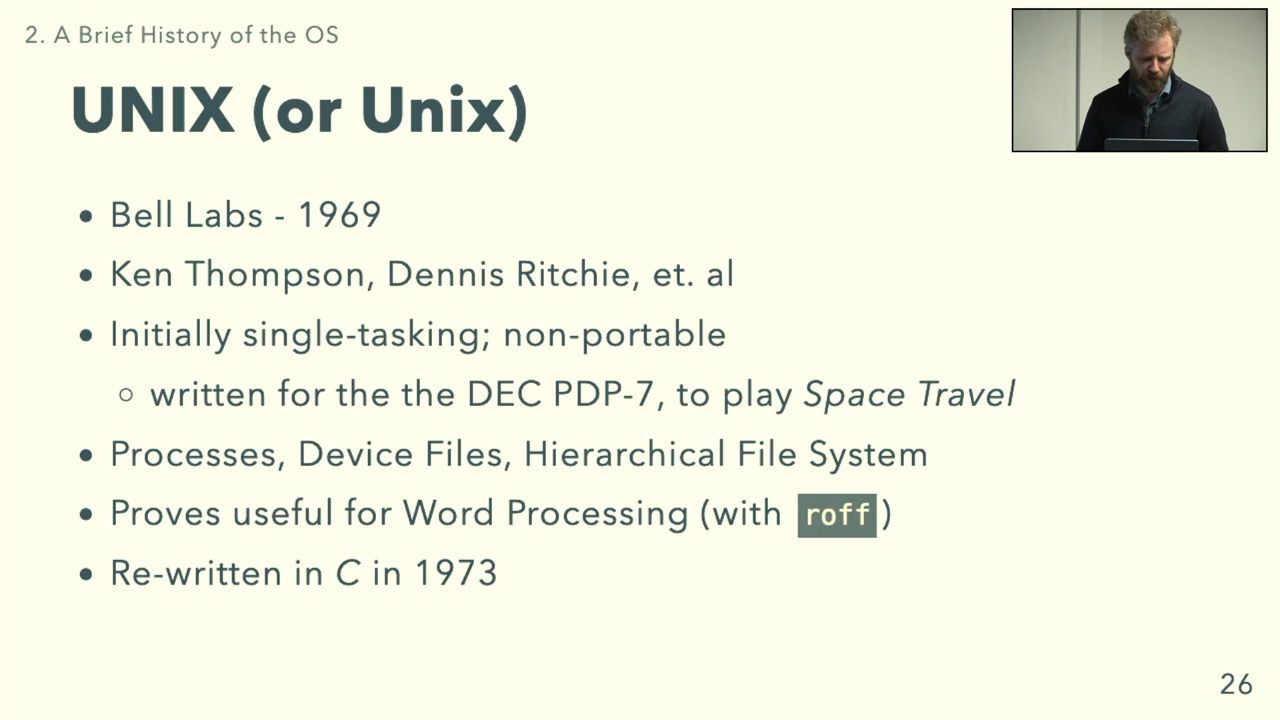 2. A Brief History of the OS
UNIX (or Unix)
• Bell Labs - 1969
• Ken Thompson, Dennis Ritchie, et. al
• Initially single-tasking; non-portable
○ written for the the DEC PDP-7, to play Space Travel
• Processes, Device Files, Hierarchical File System
• Proves useful for Word Processing (with roff)
• Re-written in C in 1973
26